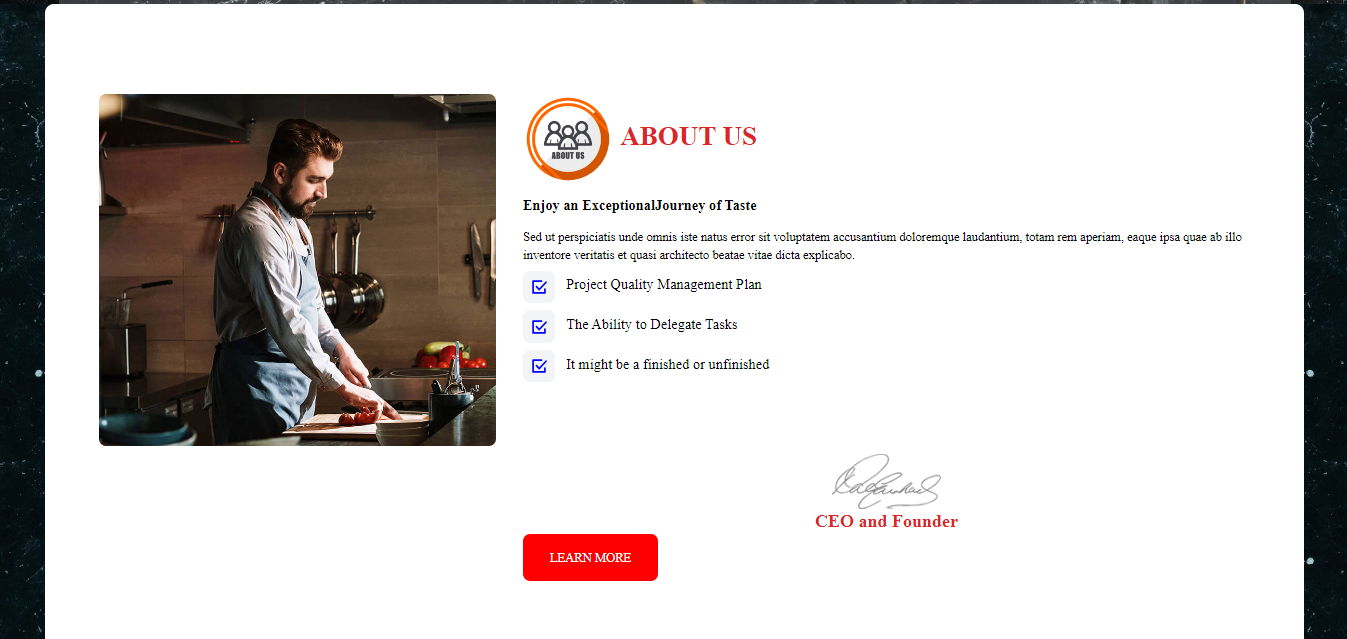 ABOUT US
ABOUT US
Enjoy an ExceptionalJourney of Taste
Sed ut perspiciatis unde omnis iste natus error sit voluptatem accusantium doloremque laudantium, totam rem aperiam, eaque ipsa quae ab illo
inventore veritatis et quasi architecto beatae vitae dicta explicabo.
Project Quality Management Plan
The Ability to Delegate Tasks
It might be a finished or unfinished
CEO and Founder
LEARN MORE